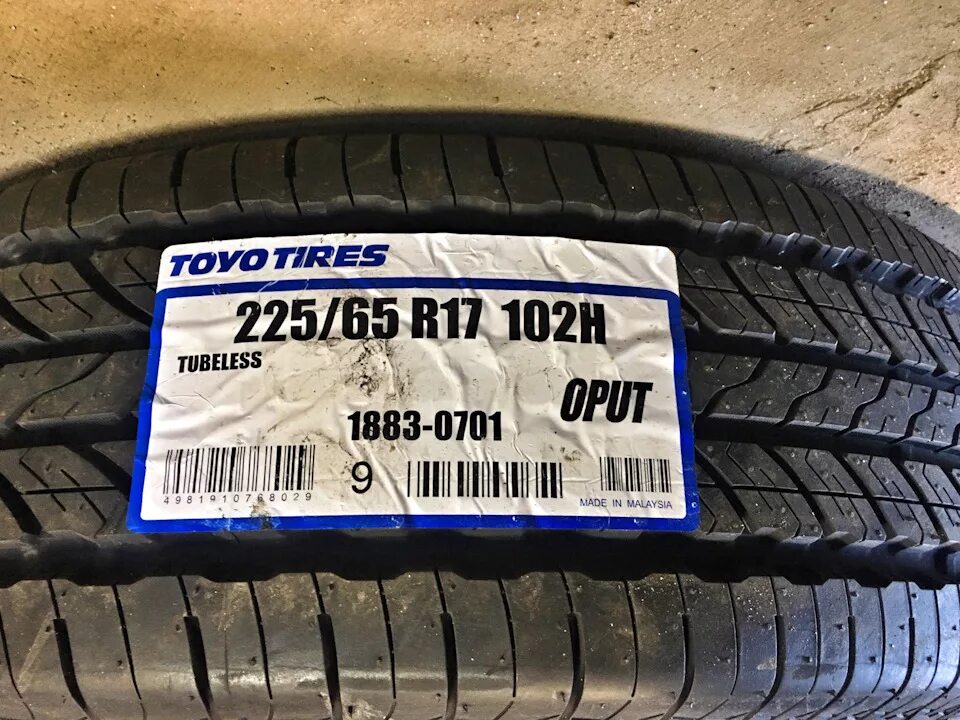 TOYO TIRES
225/65 R17 102H
TUBELESS
OPUT
1883-0701
4981910768029
9
MADE IN MALAYSIA